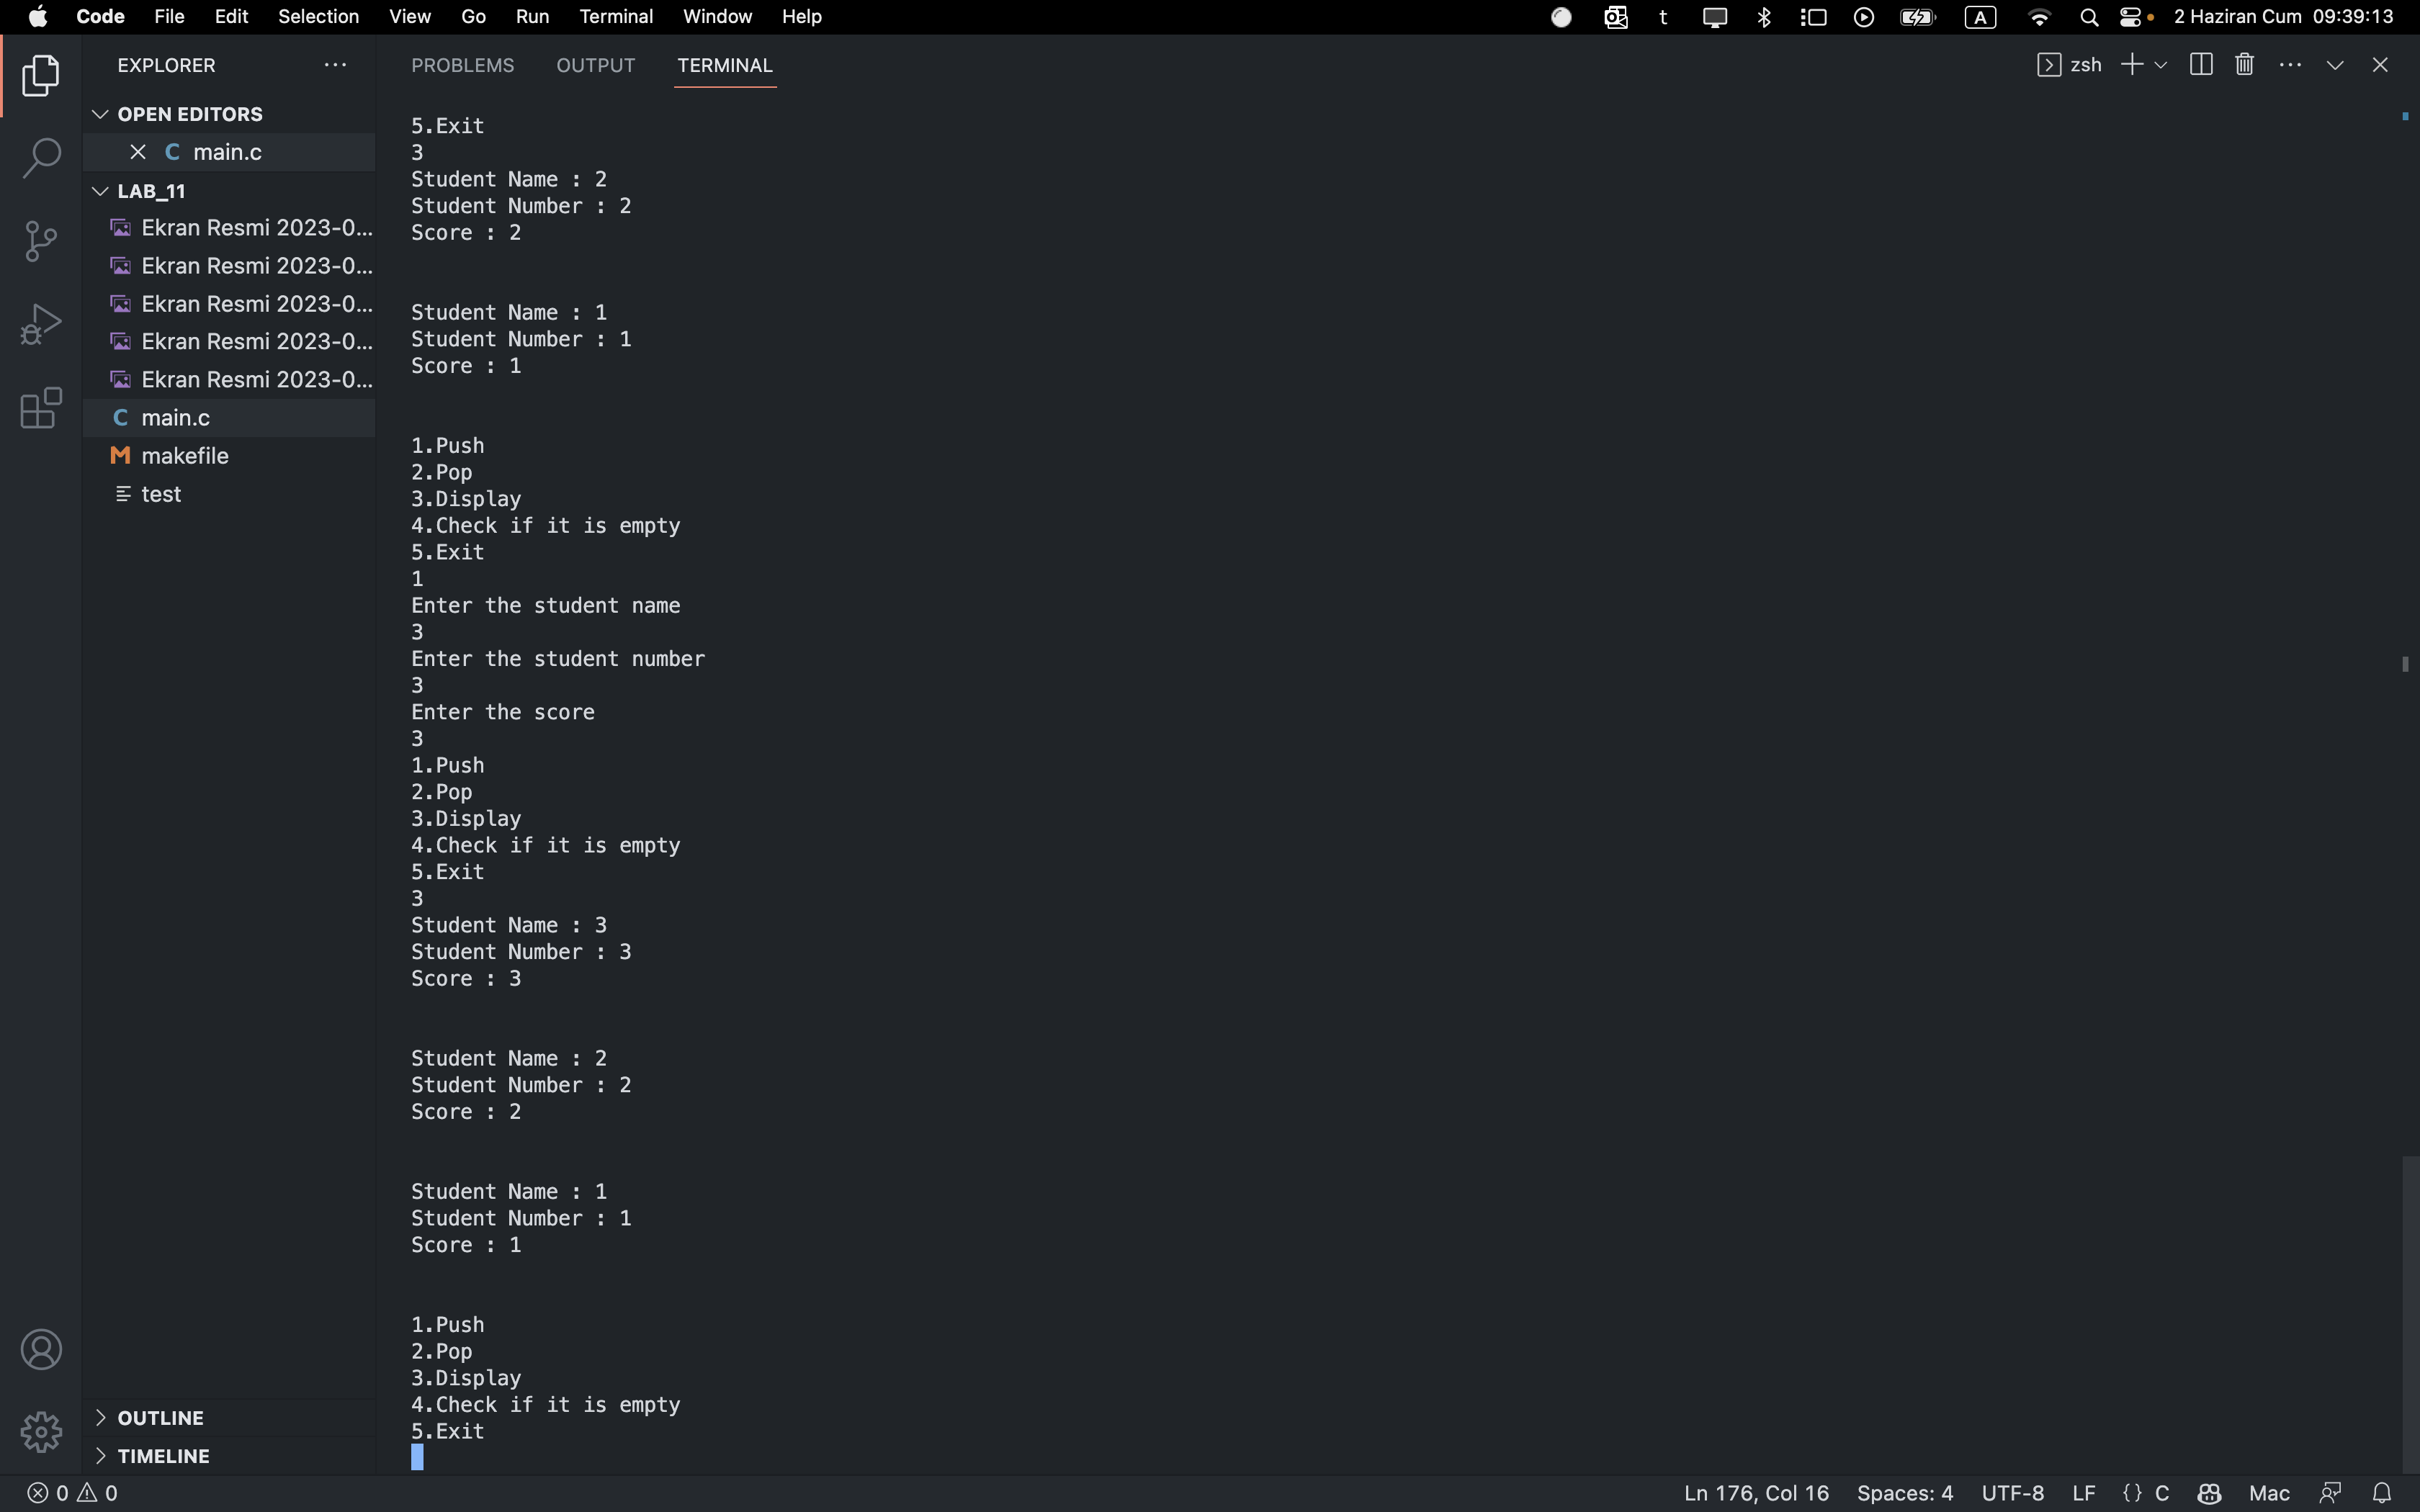 Code File Edit Selection View Go Run Terminal Window Help t A 2 Haziran Cum 09:39:13
EXPLORER
OPEN EDITORS
C main.c
LAB_11
Ekran Resmi 2023-0...
Ekran Resmi 2023-0...
Ekran Resmi 2023-0...
Ekran Resmi 2023-0...
Ekran Resmi 2023-0...
C main.c
M makefile
test
OUTLINE
TIMELINE
PROBLEMS OUTPUT TERMINAL zsh
5.Exit
3
Student Name : 2
Student Number : 2
Score : 2
Student Name : 1
Student Number : 1
Score : 1
1.Push
2.Pop
3.Display
4.Check if it is empty
5.Exit
1
Enter the student name
3
Enter the student number
3
Enter the score
3
1.Push
2.Pop
3.Display
4.Check if it is empty
5.Exit
3
Student Name : 3
Student Number : 3
Score : 3
Student Name : 2
Student Number : 2
Score : 2
Student Name : 1
Student Number : 1
Score : 1
1.Push
2.Pop
3.Display
4.Check if it is empty
5.Exit
0 0 Ln 176, Col 16 Spaces: 4 UTF-8 LF {} C Mac